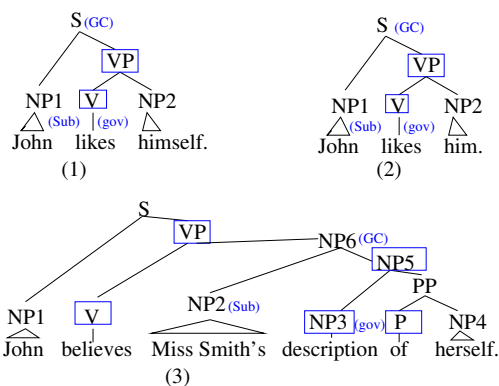 S (GC) S (GC)
VP VP
NP1 V NP2 NP1 V NP2
(Sub) (gov) (Sub) (gov)
John likes himself. John likes him.
(1) (2)
S
VP NP6 (GC)
NP5
PP
NP1 V NP2 (Sub) NP3 (gov) P NP4
John believes Miss Smith's description of herself.
(3)